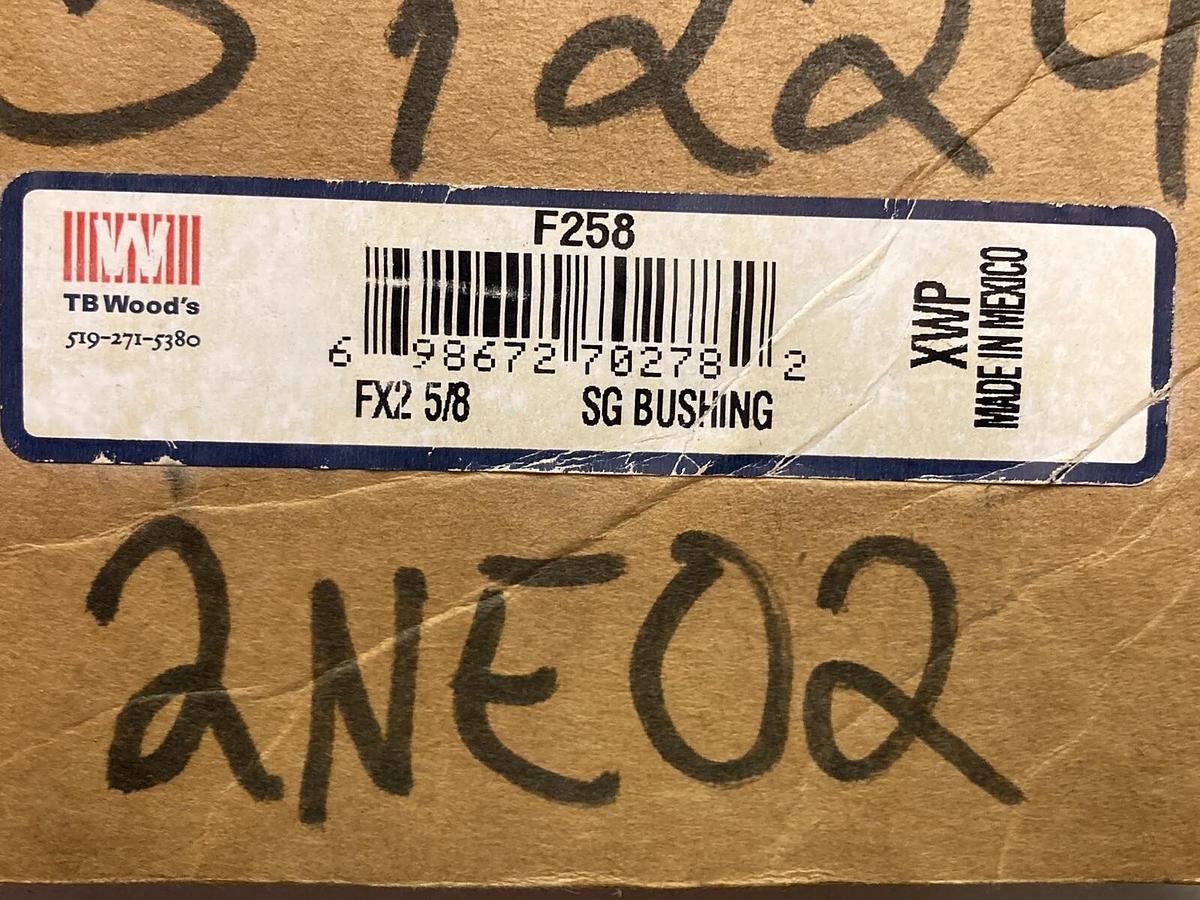 31224
F258
TB Wood's
519-271-5380
6 98672 70278 2
FX2 5/8 SG BUSHING
XWP
MADE IN MEXICO
2NE02